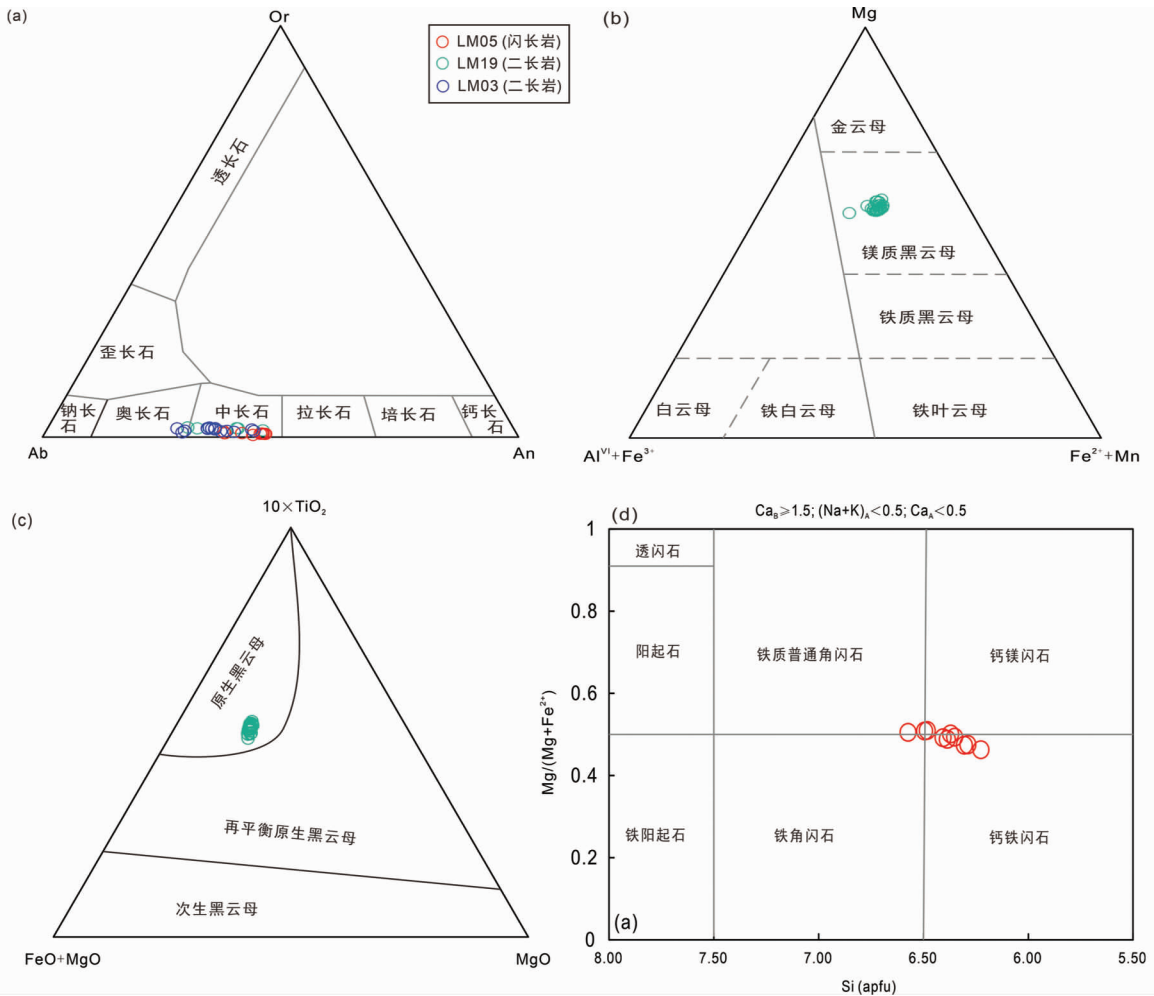 (a)
Or
LM05 (闪长岩)
LM19 (二长岩)
LM03 (二长岩)
透长石
歪长石
钠长石
奥长石
中长石
拉长石
培长石
钙长石
Ab
An
(b)
Mg
金云母
镁质黑云母
铁质黑云母
白云母
铁白云母
铁叶云母
Alⱽᴵ+Fe³⁺
Fe²⁺+Mn
(c)
10×TiO₂
原生黑云母
再平衡原生黑云母
次生黑云母
FeO+MgO
MgO
(d)
Ca_B≥1.5; (Na+K)_A<0.5; Ca_A<0.5
1
透闪石
0.8
阳起石
铁质普通角闪石
钙镁闪石
0.6
Mg/(Mg+Fe²⁺)
0.4
铁阳起石
铁角闪石
钙铁闪石
0.2
(a)
0
8.00
7.50
7.00
6.50
6.00
5.50
Si (apfu)